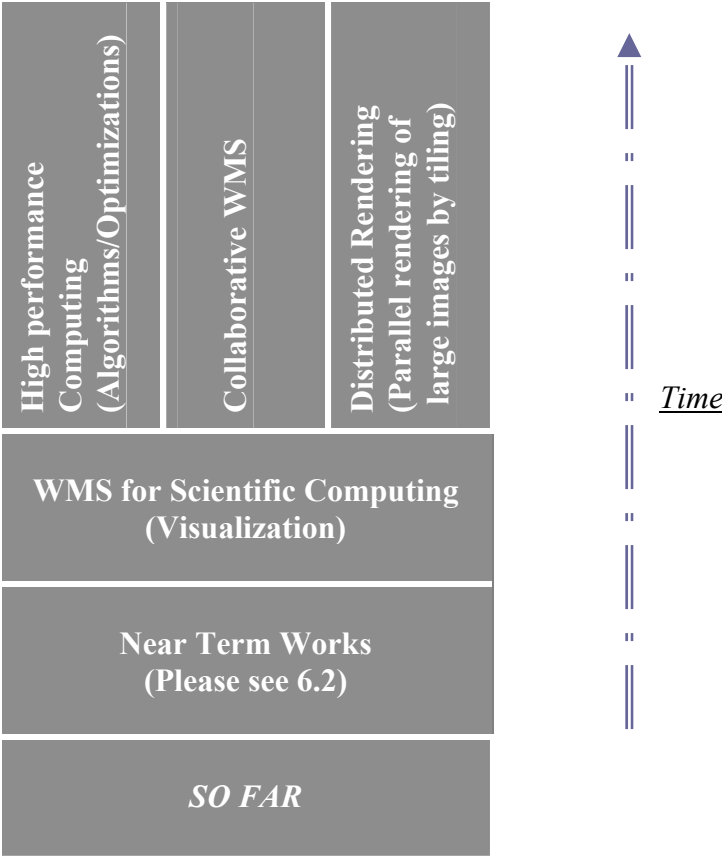 High performance
Computing
(Algorithms/Optimizations)
Collaborative WMS
Distributed Rendering
(Parallel rendering of
large images by tiling)
Time
WMS for Scientific Computing
(Visualization)
Near Term Works
(Please see 6.2)
SO FAR